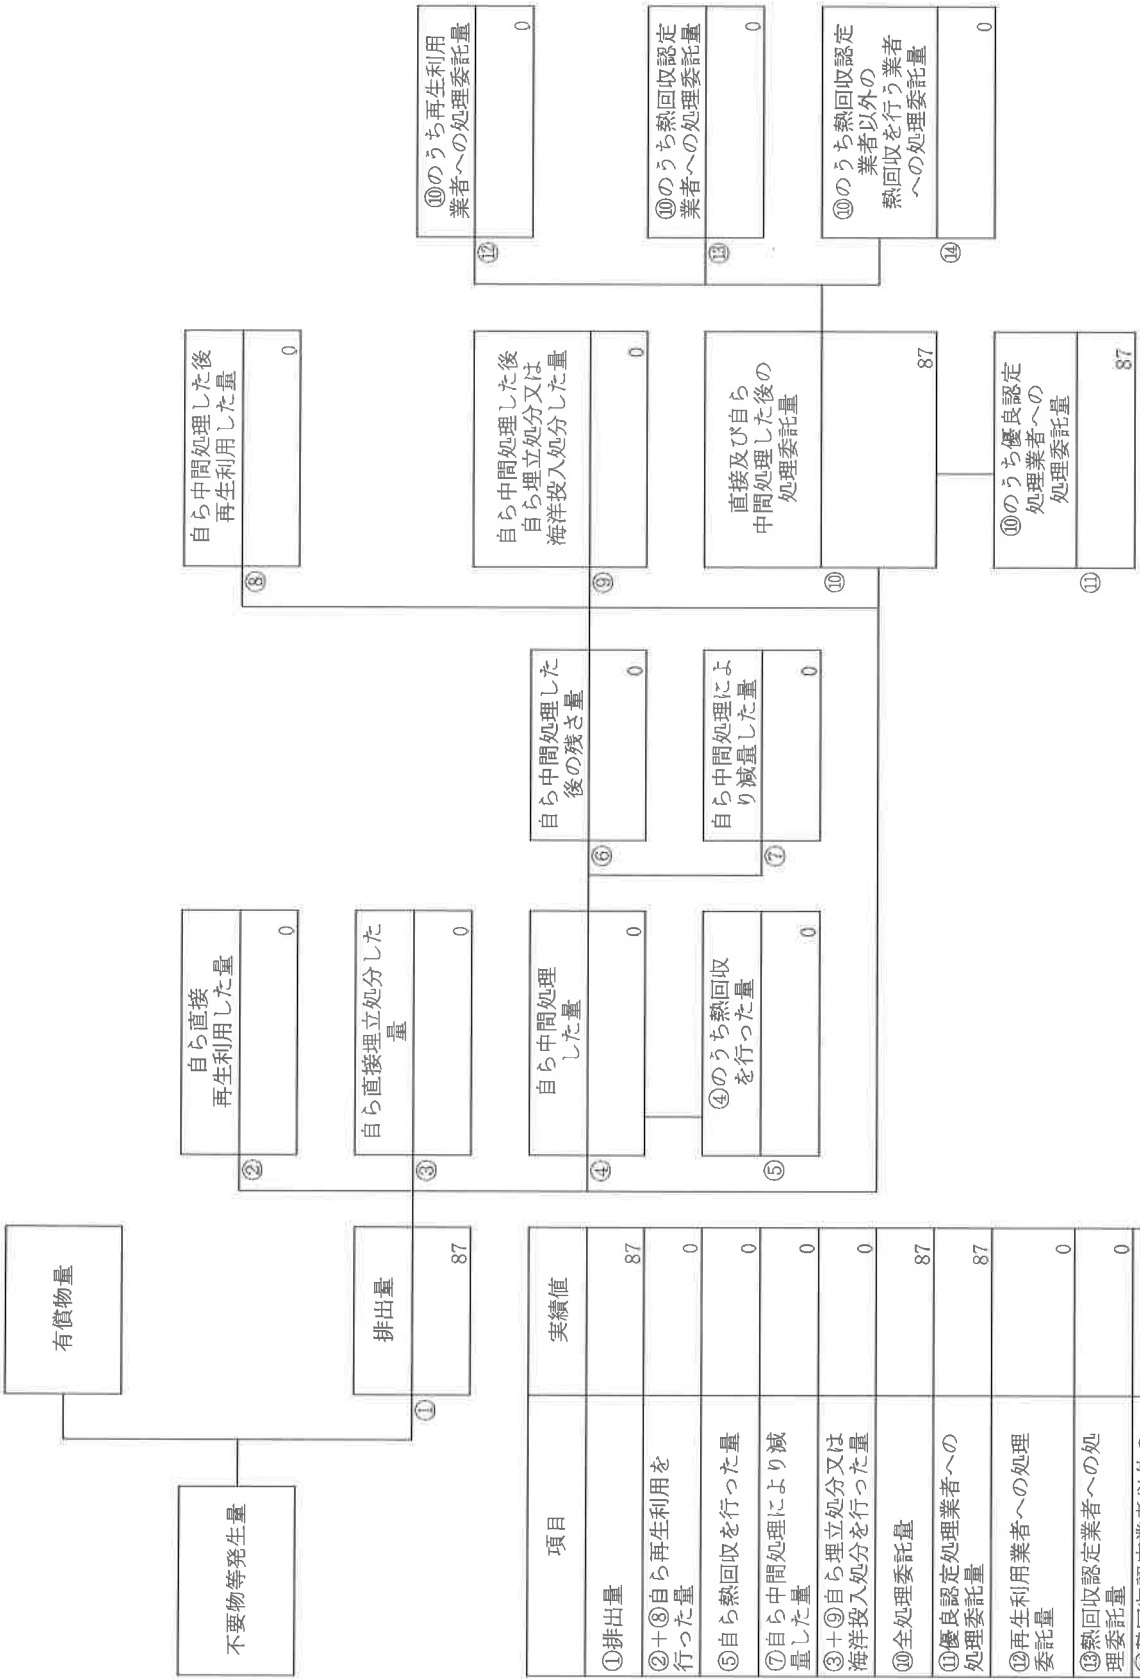 不要物等発生量
有償物量
①
排出量
87
②
自ら直接
再生利用した量
0
③
自ら直接埋立処分した
量
0
④
自ら中間処理
した量
0
⑤
④のうち熱回収
を行った量
0
⑥
自ら中間処理した
後の残さ量
0
⑦
自ら中間処理によ
り減量した量
0
⑧
自ら中間処理した後
再生利用した量
0
⑨
自ら中間処理した後
自ら埋立処分又は
海洋投入処分した量
0
⑩
直接及び自ら
中間処理した後の
処理委託量
87
⑪
⑩のうち優良認定
処理業者への
処理委託量
87
⑫
⑩のうち再生利用
業者への処理委託量
0
⑬
⑩のうち熱回収認定
業者への処理委託量
0
⑭
⑩のうち熱回収認定
業者以外の
熱回収を行う業者
への処理委託量
0
項目
実績値
①排出量
87
②+⑧自ら再生利用を
行った量
0
⑤自ら熱回収を行った量
0
⑦自ら中間処理により減
量した量
0
③+⑨自ら埋立処分又は
海洋投入処分を行った量
0
⑩全処理委託量
87
⑪優良認定処理業者への
処理委託量
87
⑫再生利用業者への処理
委託量
0
⑬熱回収認定業者への処
理委託量
0